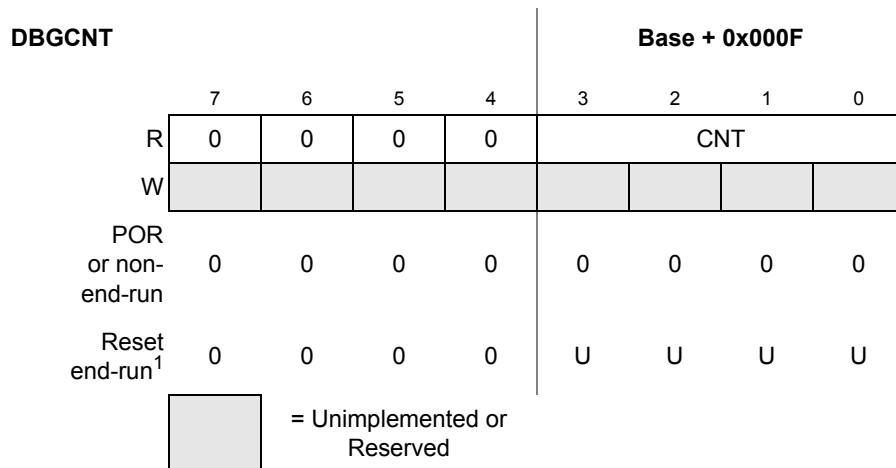 DBGCNT Base + 0x000F
7 6 5 4 3 2 1 0
R 0 0 0 0 CNT
W
POR
or non-
end-run 0 0 0 0 0 0 0 0
Reset
end-run1 0 0 0 0 U U U U
= Unimplemented or
Reserved